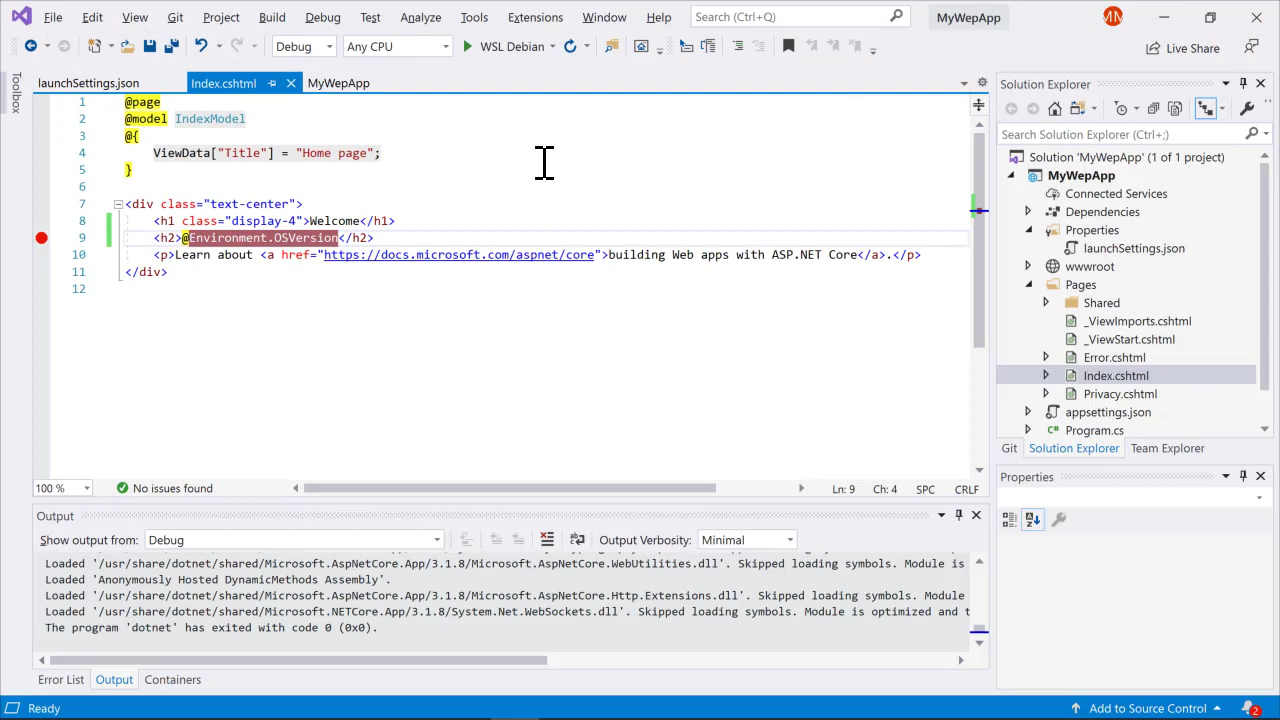 File Edit View Git Project Build Debug Test Analyze Tools Extensions Window Help Search (Ctrl+Q) MyWepApp MM
Debug Any CPU WSL Debian Live Share
Toolbox
launchSettings.json Index.cshtml MyWepApp
1 @page
2 @model IndexModel
3 @{
4 ViewData["Title"] = "Home page";
5 }
6
7 <div class="text-center">
8 <h1 class="display-4">Welcome</h1>
9 <h2>@Environment.OSVersion</h2>
10 <p>Learn about <a href="https://docs.microsoft.com/aspnet/core">building Web apps with ASP.NET Core</a>.</p>
11 </div>
12
100 % No issues found Ln: 9 Ch: 4 SPC CRLF
Output
Show output from: Debug Output Verbosity: Minimal
Loaded '/usr/share/dotnet/shared/Microsoft.AspNetCore.App/3.1.8/Microsoft.AspNetCore.WebUtilities.dll'. Skipped loading symbols. Module is
Loaded 'Anonymously Hosted DynamicMethods Assembly'.
Loaded '/usr/share/dotnet/shared/Microsoft.AspNetCore.App/3.1.8/Microsoft.AspNetCore.Http.Extensions.dll'. Skipped loading symbols. Module
Loaded '/usr/share/dotnet/shared/Microsoft.NETCore.App/3.1.8/System.Net.WebSockets.dll'. Skipped loading symbols. Module is optimized and t
The program 'dotnet' has exited with code 0 (0x0).
Error List Output Containers
Solution Explorer
Search Solution Explorer (Ctrl+;)
Solution 'MyWepApp' (1 of 1 project)
MyWepApp
Connected Services
Dependencies
Properties
launchSettings.json
wwwroot
Pages
Shared
_ViewImports.cshtml
_ViewStart.cshtml
Error.cshtml
Index.cshtml
Privacy.cshtml
appsettings.json
C# Program.cs
Git Solution Explorer Team Explorer
Properties
Ready Add to Source Control 2